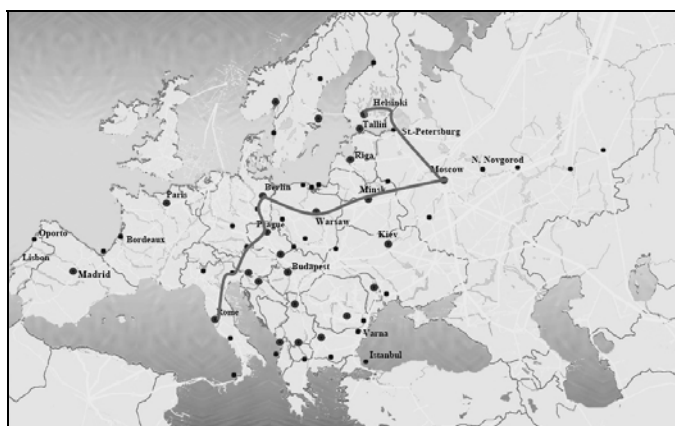 Helsinki
Tallin
St.-Petersburg
Riga
Moscow
N. Novgorod
Berlin
Minsk
Paris
Warsaw
Prague
Kiev
Oporto
Bordeaux
Lisbon
Madrid
Budapest
Rome
Varna
Istanbul